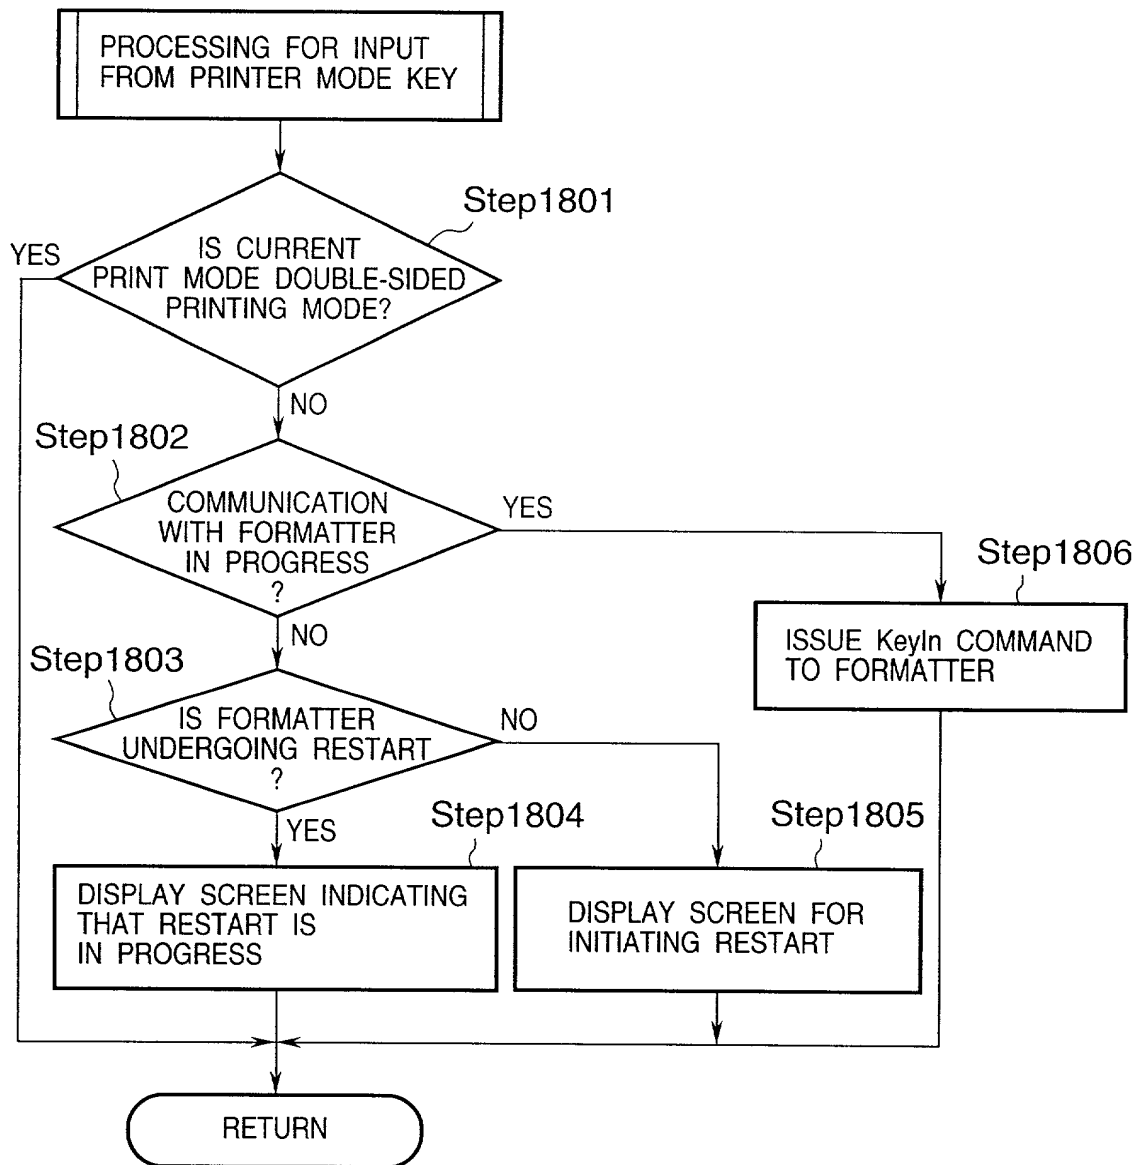 PROCESSING FOR INPUT
FROM PRINTER MODE KEY
Step1801
YES
IS CURRENT
PRINT MODE DOUBLE-SIDED
PRINTING MODE?
NO
Step1802
COMMUNICATION
WITH FORMATTER
IN PROGRESS
?
YES
Step1806
ISSUE KeyIn COMMAND
TO FORMATTER
NO
Step1803
IS FORMATTER
UNDERGOING RESTART
?
NO
YES
Step1804
DISPLAY SCREEN INDICATING
THAT RESTART IS
IN PROGRESS
Step1805
DISPLAY SCREEN FOR
INITIATING RESTART
RETURN